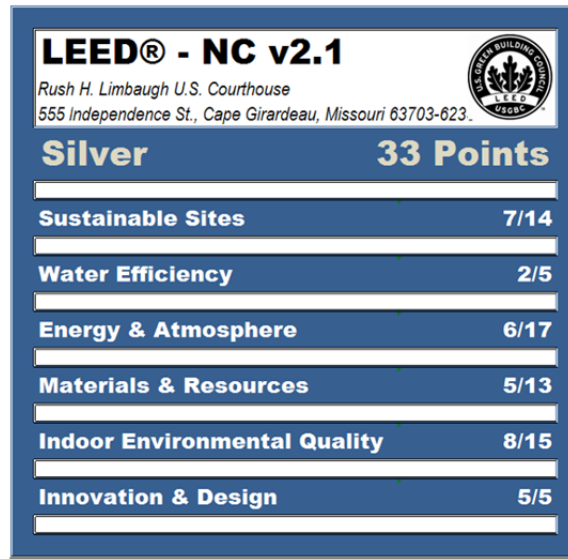 LEED® - NC v2.1
Rush H. Limbaugh U.S. Courthouse
555 Independence St., Cape Girardeau, Missouri 63703-623
U.S. GREEN BUILDING COUNCIL
LEED
USGBC
Silver 33 Points
Sustainable Sites 7/14
Water Efficiency 2/5
Energy & Atmosphere 6/17
Materials & Resources 5/13
Indoor Environmental Quality 8/15
Innovation & Design 5/5